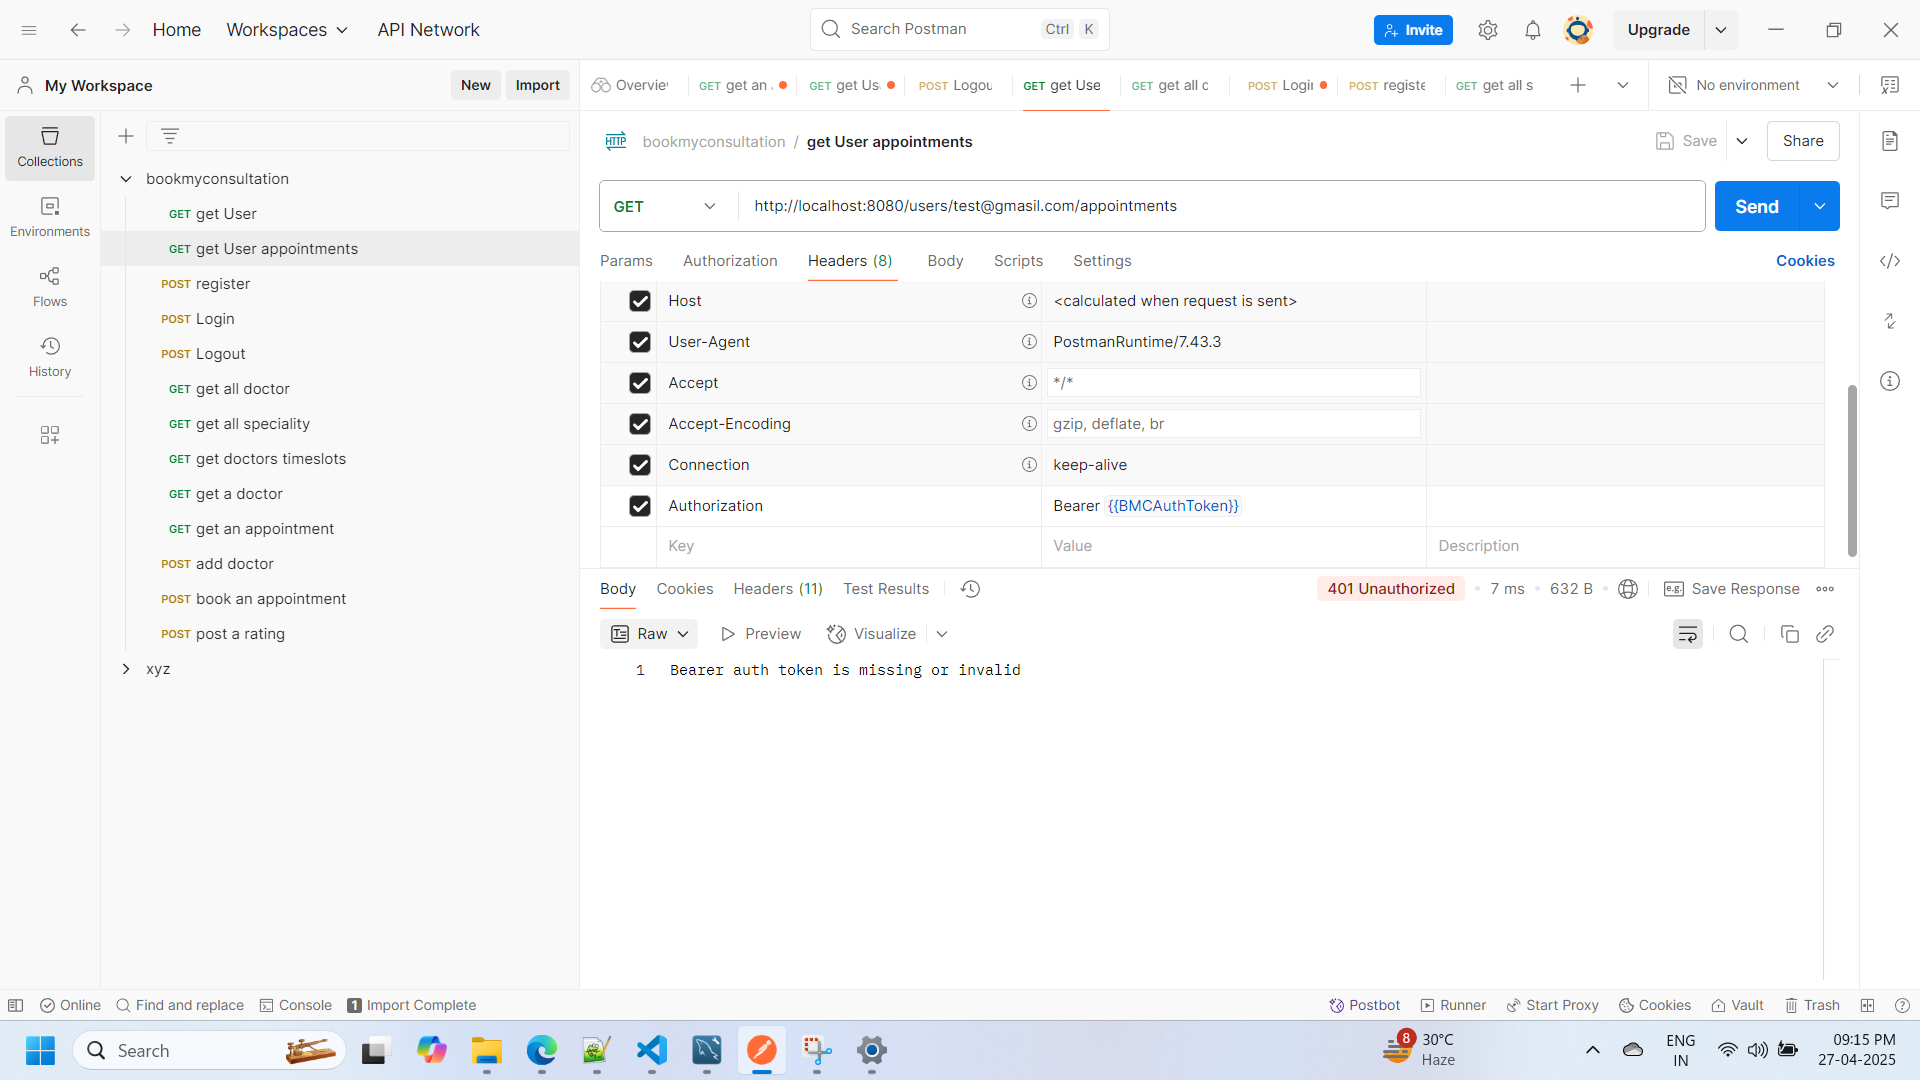 Home
Workspaces
API Network
Search Postman
Ctrl K
Invite
Upgrade
My Workspace
New
Import
Overvie
GET get an
GET get Us
POST Logou
GET get Use
GET get all
POST Logi
POST registe
GET get all s
No environment
Collections
Environments
Flows
History
bookmyconsultation
GET get User
GET get User appointments
POST register
POST Login
POST Logout
GET get all doctor
GET get all speciality
GET get doctors timeslots
GET get a doctor
GET get an appointment
POST add doctor
POST book an appointment
POST post a rating
xyz
HTTP bookmyconsultation / get User appointments
Save
Share
GET http://localhost:8080/users/test@gmasil.com/appointments
Send
Params Authorization Headers (8) Body Scripts Settings
Cookies
Host <calculated when request is sent>
User-Agent PostmanRuntime/7.43.3
Accept */*
Accept-Encoding gzip, deflate, br
Connection keep-alive
Authorization Bearer {{BMCAuthToken}}
Key Value Description
Body Cookies Headers (11) Test Results
401 Unauthorized • 7 ms • 632 B •
e.g. Save Response
Raw Preview Visualize
1 Bearer auth token is missing or invalid
Online Find and replace Console 1 Import Complete
Postbot Runner Start Proxy Cookies Vault Trash
Search
8
30°C
Haze
ENG
IN
09:15 PM
27-04-2025